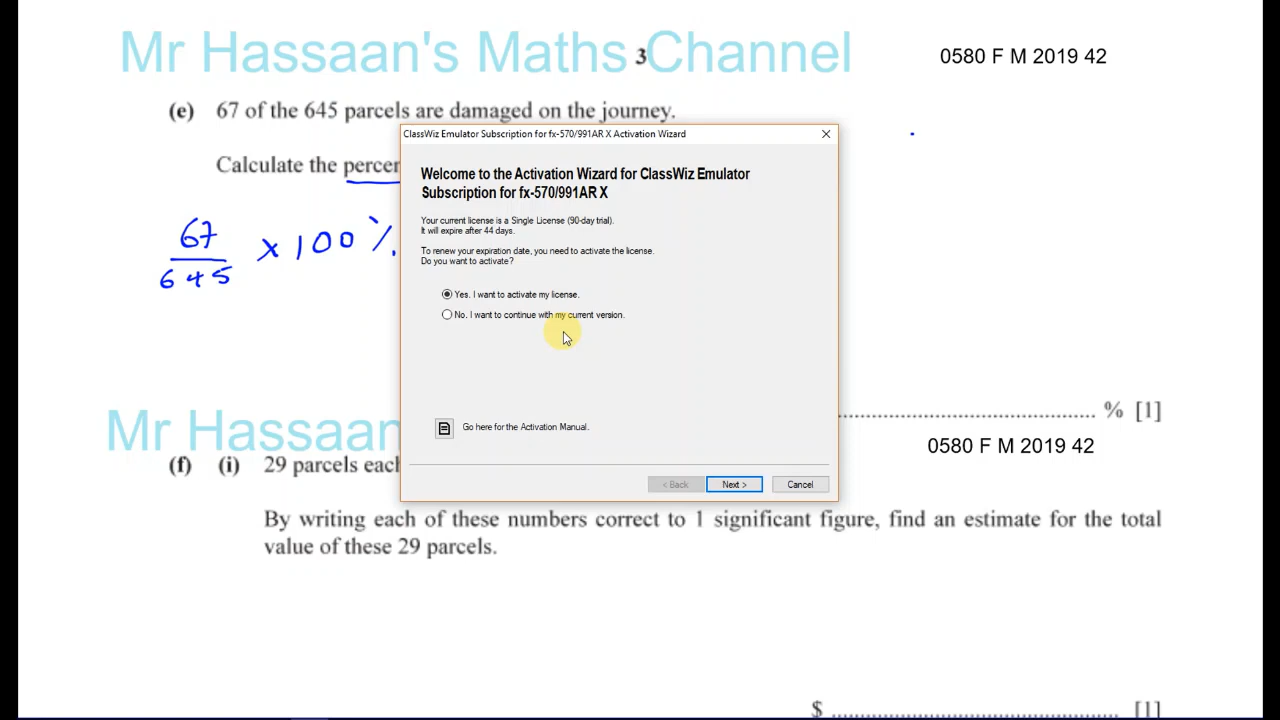 Mr Hassaan's Maths Channel
3
0580 F M 2019 42
(e) 67 of the 645 parcels are damaged on the journey.
Calculate the
67
645
× 100 %
ClassWiz Emulator Subscription for fx-570/991AR X Activation Wizard
Welcome to the Activation Wizard for ClassWiz Emulator
Subscription for fx-570/991AR X
Your current license is a Single License (90-day trial).
It will expire after 44 days.
To renew your expiration date, you need to activate the license.
Do you want to activate?
Yes. I want to activate my license.
No. I want to continue with my current version.
Go here for the Activation Manual.
< Back
Next >
Cancel
% [1]
Mr Hassaan
0580 F M 2019 42
(f) (i) 29 parcels
By writing each of these numbers correct to 1 significant figure, find an estimate for the total
value of these 29 parcels.
$ [1]